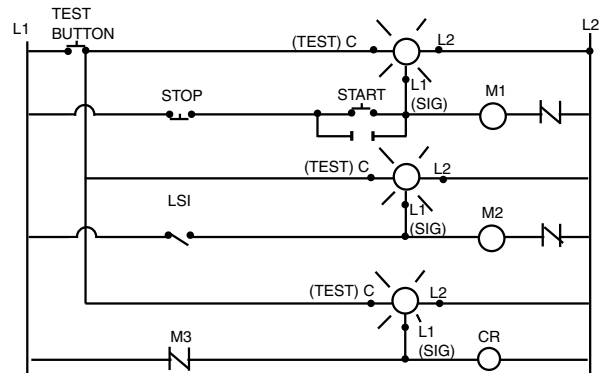 TEST
BUTTON
L1
L2
(TEST) C
L2
L1
(SIG)
STOP
START
M1
(TEST) C
L2
L1
(SIG)
LSI
M2
(TEST) C
L2
L1
(SIG)
M3
CR